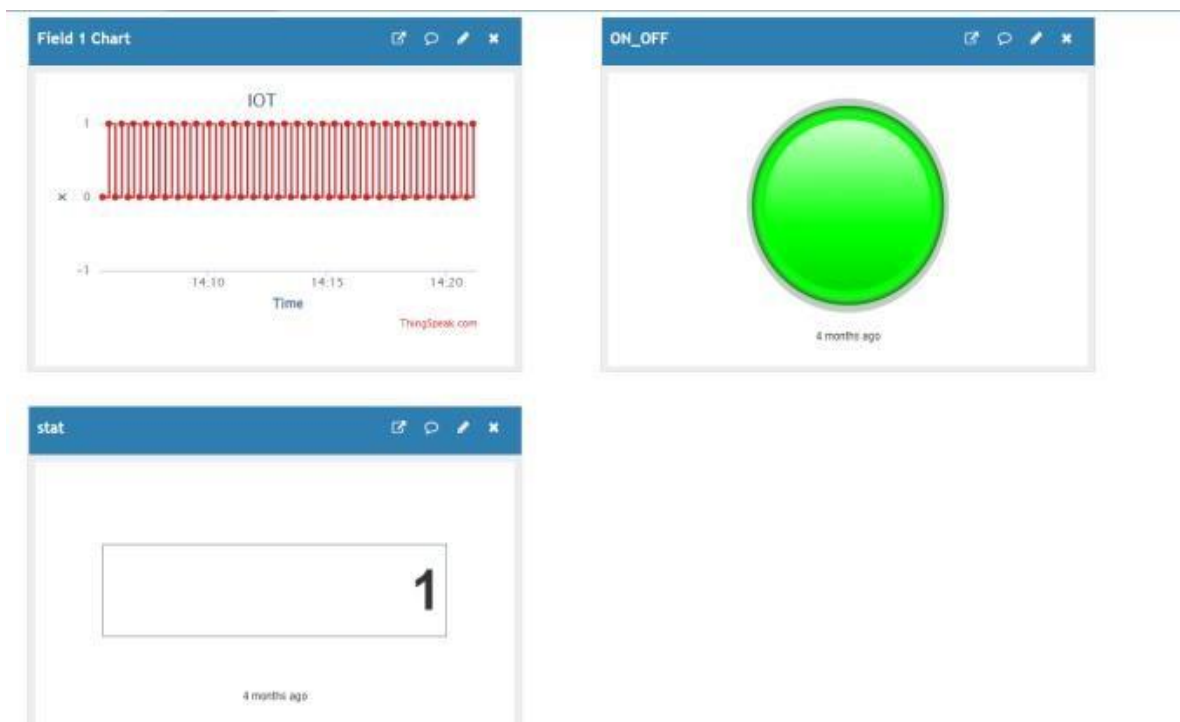 Field 1 Chart
ON_OFF
IOT
1
x 0
-1
14:10 14:15 14:20
Time
ThingSpeak.com
4 months ago
stat
1
4 months ago